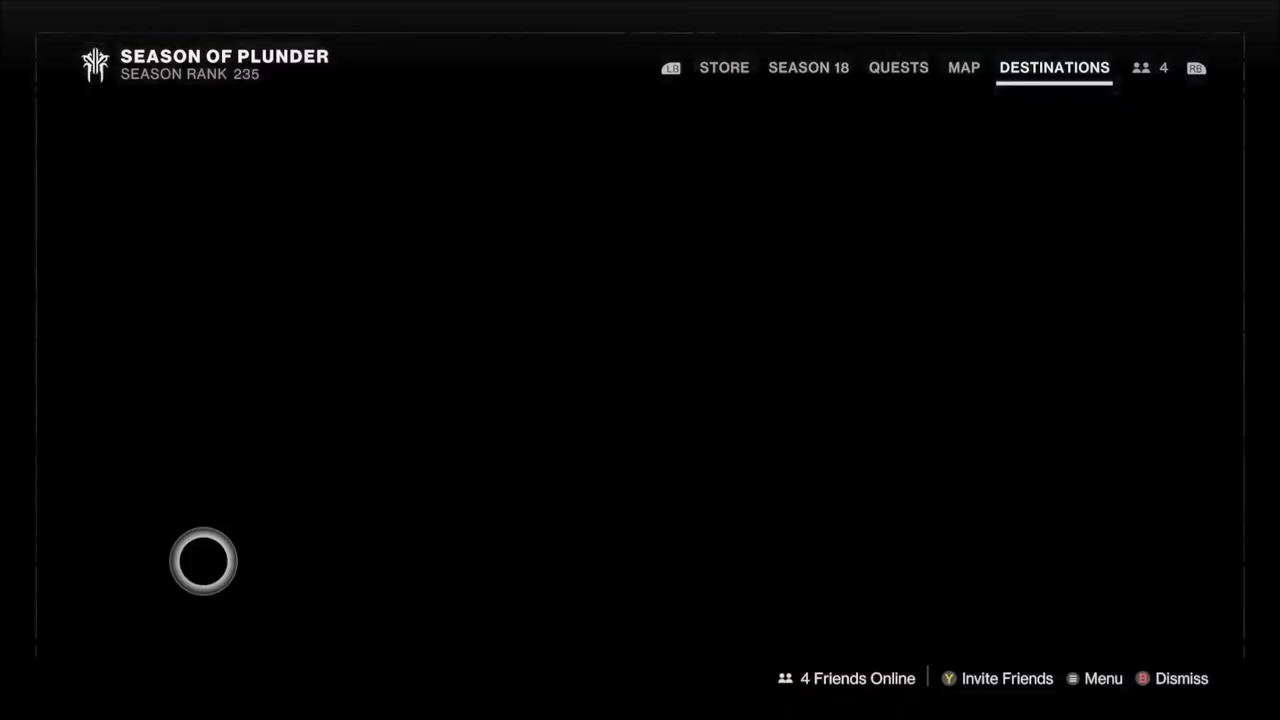 SEASON OF PLUNDER
SEASON RANK 235
LB STORE SEASON 18 QUESTS MAP DESTINATIONS 4 RB
4 Friends Online Y Invite Friends Menu B Dismiss